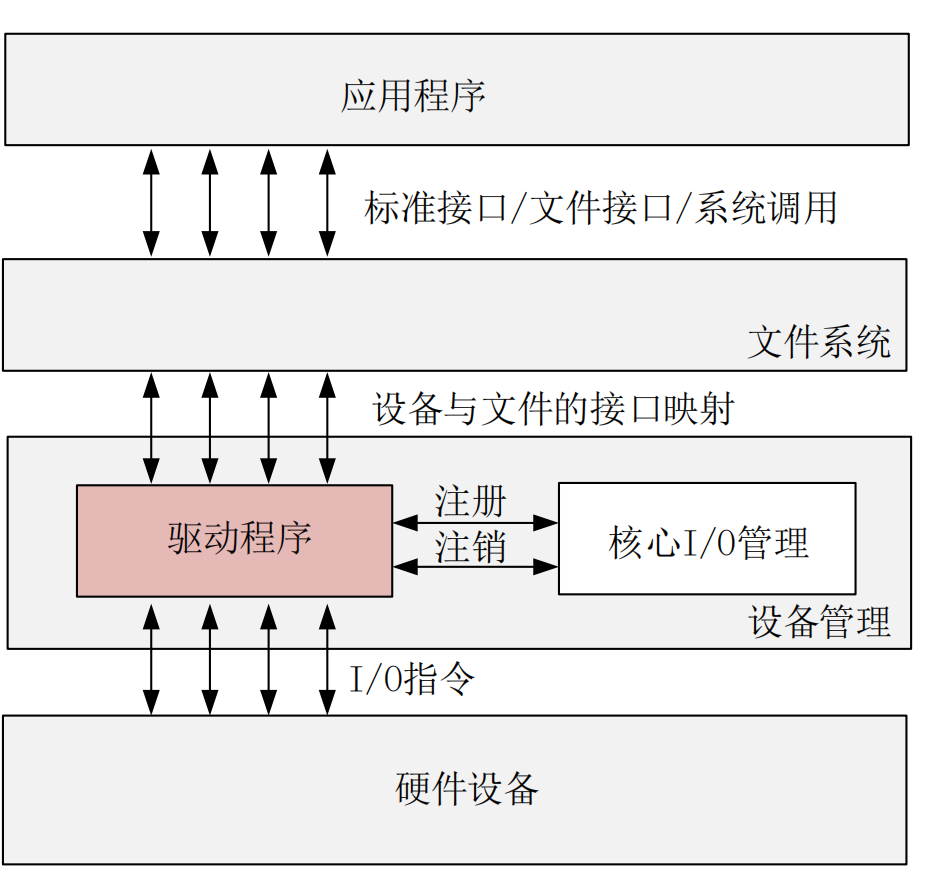 应用程序
标准接口/文件接口/系统调用
文件系统
设备与文件的接口映射
驱动程序
注册
注销
核心I/O管理
设备管理
I/O指令
硬件设备